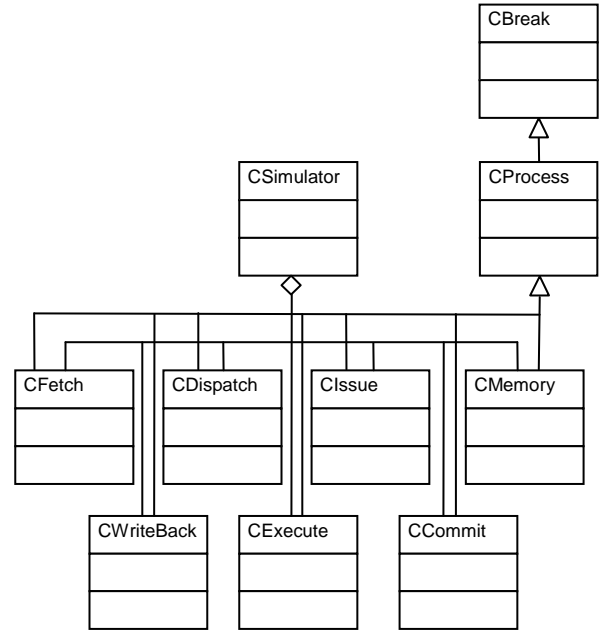 CBreak
CSimulator
CProcess
CFetch
CDispatch
CIssue
CMemory
CWriteBack
CExecute
CCommit